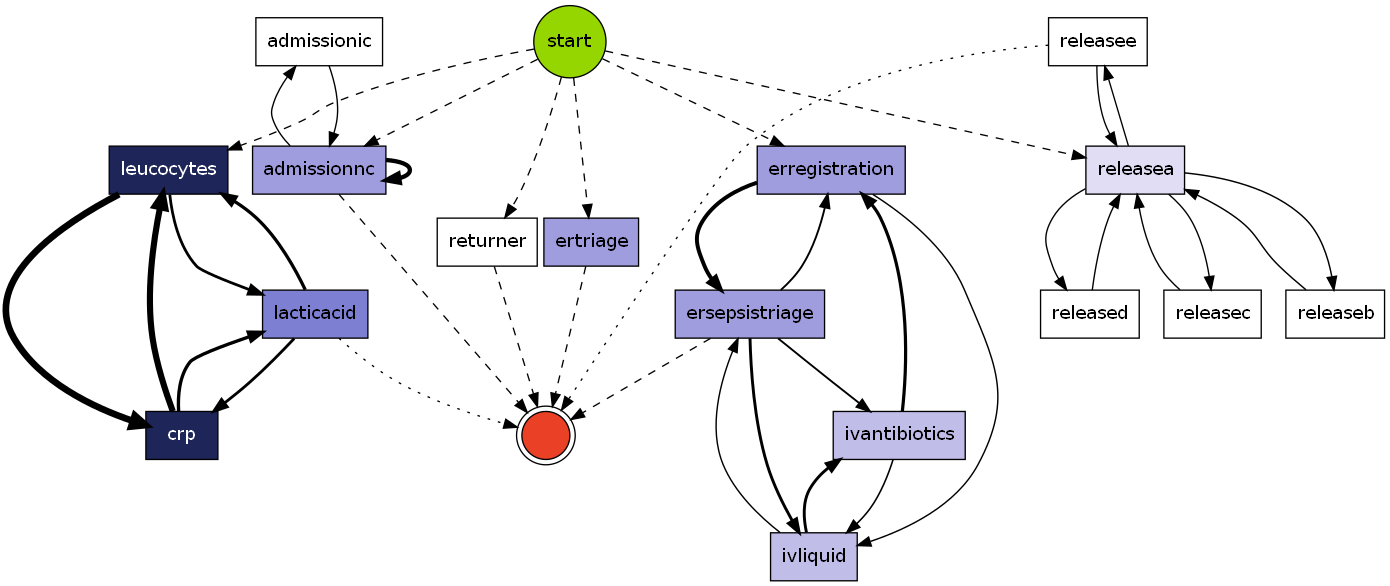 admissionic
start
releasee
leucocytes
admissionnc
erregistration
releasea
returner
ertriage
lacticacid
ersepsistriage
released
releasec
releaseb
crp
ivantibiotics
ivliquid